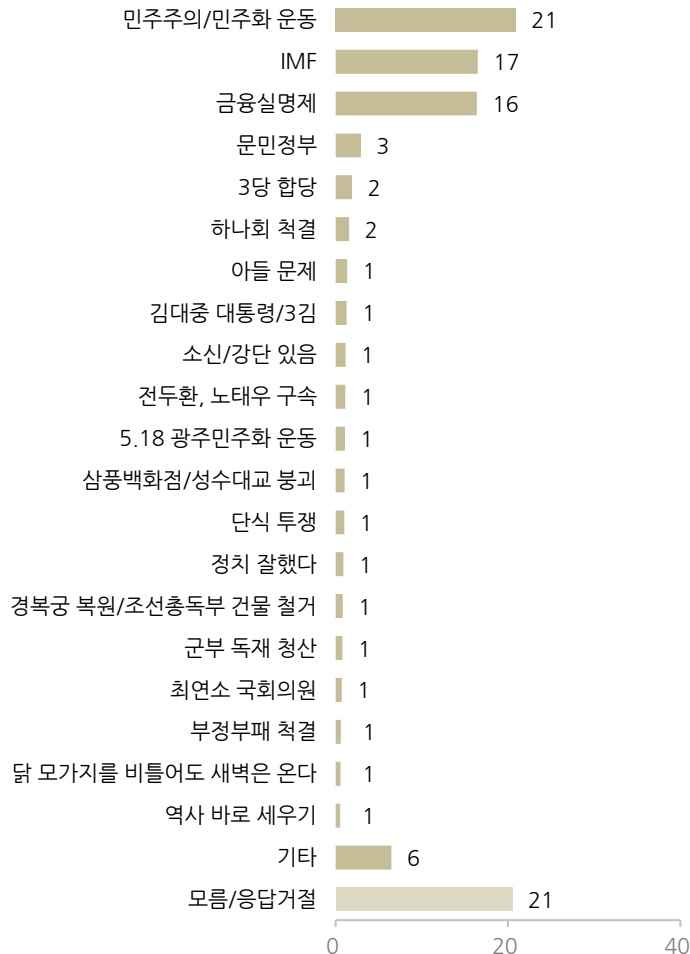 민주주의/민주화 운동 21
IMF 17
금융실명제 16
문민정부 3
3당 합당 2
하나회 척결 2
아들 문제 1
김대중 대통령/3김 1
소신/강단 있음 1
전두환, 노태우 구속 1
5.18 광주민주화 운동 1
삼풍백화점/성수대교 붕괴 1
단식 투쟁 1
정치 잘했다 1
경복궁 복원/조선총독부 건물 철거 1
군부 독재 청산 1
최연소 국회의원 1
부정부패 척결 1
닭 모가지를 비틀어도 새벽은 온다 1
역사 바로 세우기 1
기타 6
모름/응답거절 21
0 20 40